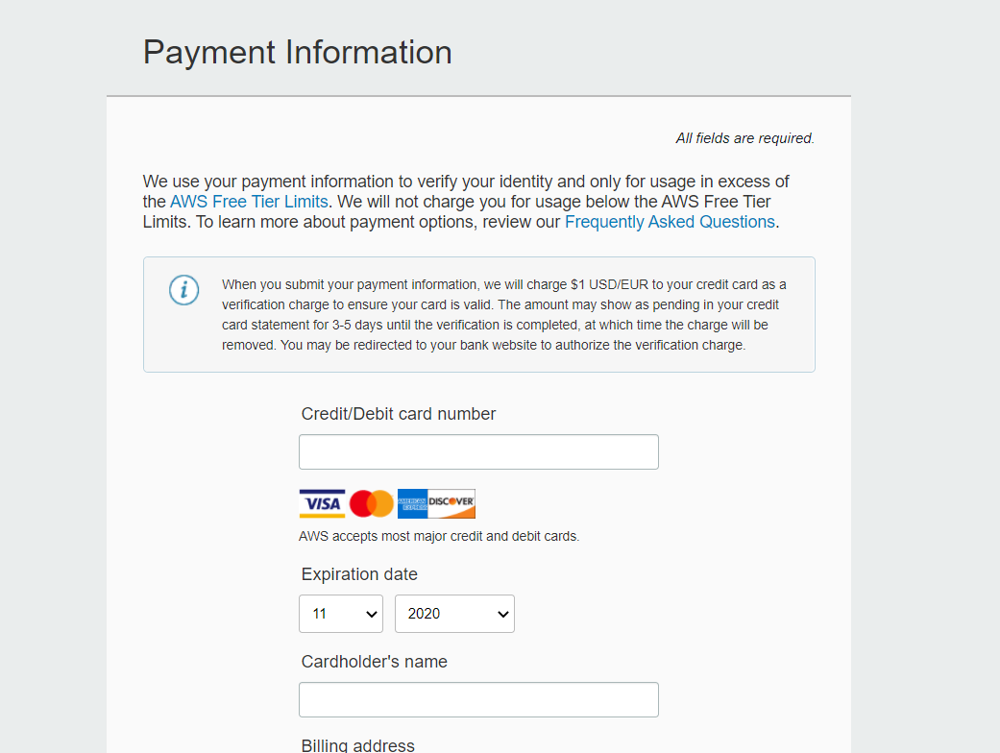 Payment Information
All fields are required.
We use your payment information to verify your identity and only for usage in excess of
the AWS Free Tier Limits. We will not charge you for usage below the AWS Free Tier
Limits. To learn more about payment options, review our Frequently Asked Questions.
i
When you submit your payment information, we will charge $1 USD/EUR to your credit card as a
verification charge to ensure your card is valid. The amount may show as pending in your credit
card statement for 3-5 days until the verification is completed, at which time the charge will be
removed. You may be redirected to your bank website to authorize the verification charge.
Credit/Debit card number
VISA AMERICAN EXPRESS DISCOVER
AWS accepts most major credit and debit cards.
Expiration date
11 2020
Cardholder's name
Billing address